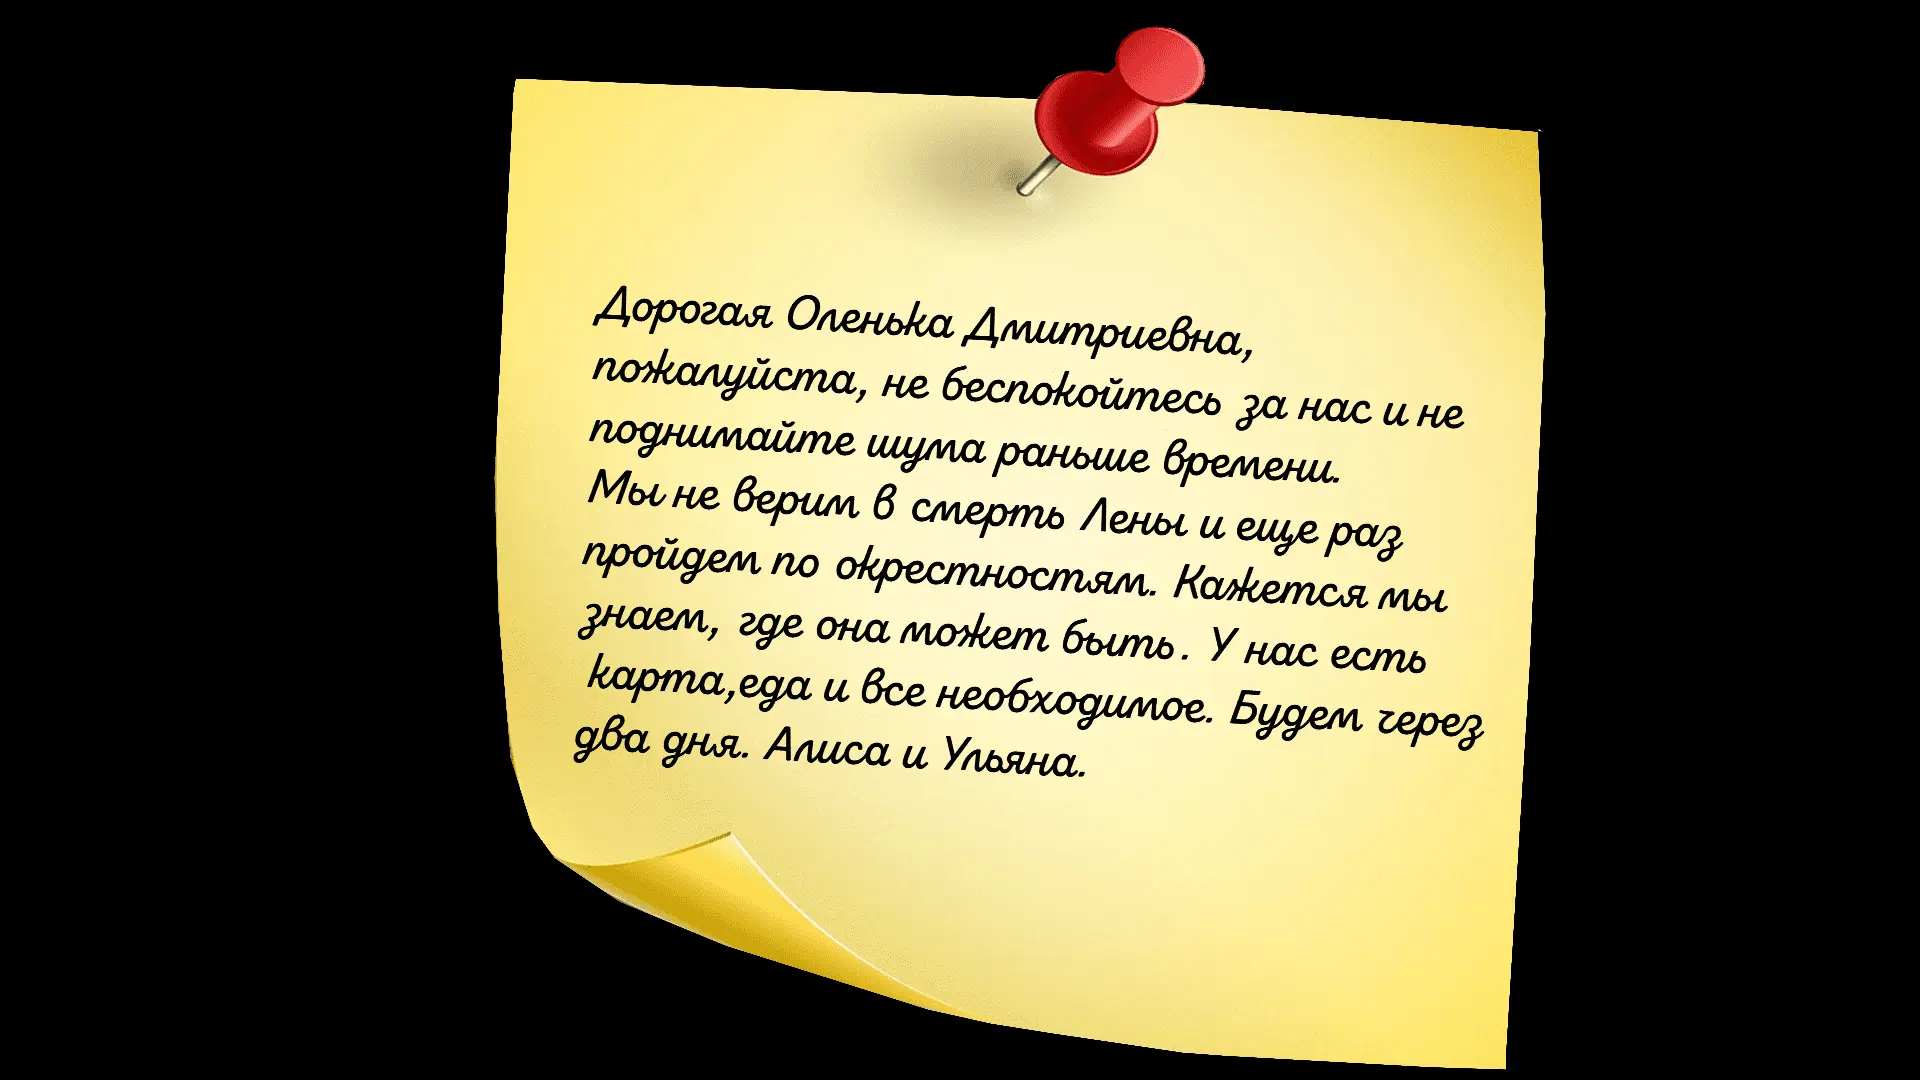 Дорогая Оленька Дмитриевна,
пожалуйста, не беспокойтесь за нас и не
поднимайте шума раньше времени.
Мы не верим в смерть Лены и еще раз
пройдем по окрестностям. Кажется мы
знаем, где она может быть. У нас есть
карта,еда и все необходимое. Будем через
два дня. Алиса и Ульяна.